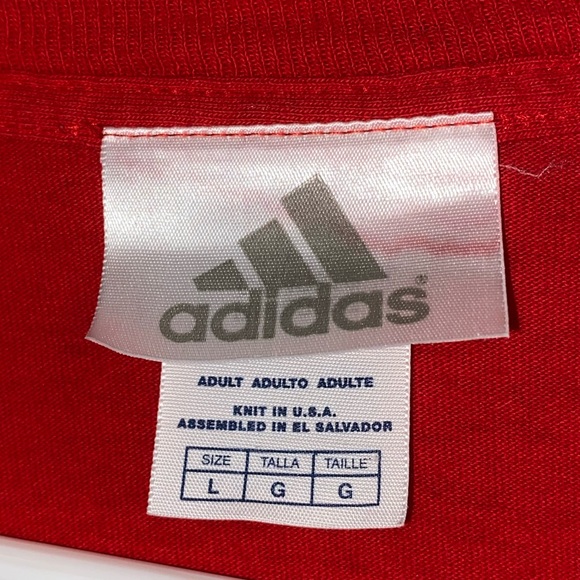 adidas®
ADULT ADULTO ADULTE
KNIT IN U.S.A.
ASSEMBLED IN EL SALVADOR
SIZE TALLA TAILLE
L G G